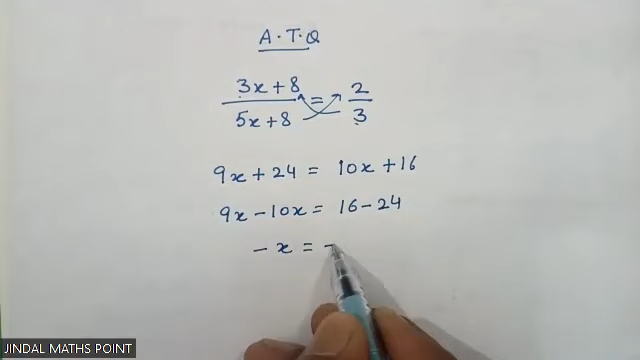 A.T.Q
3x+8 / 5x+8 = 2 / 3
9x+24 = 10x+16
9x-10x = 16-24
-x = -
JINDAL MATHS POINT